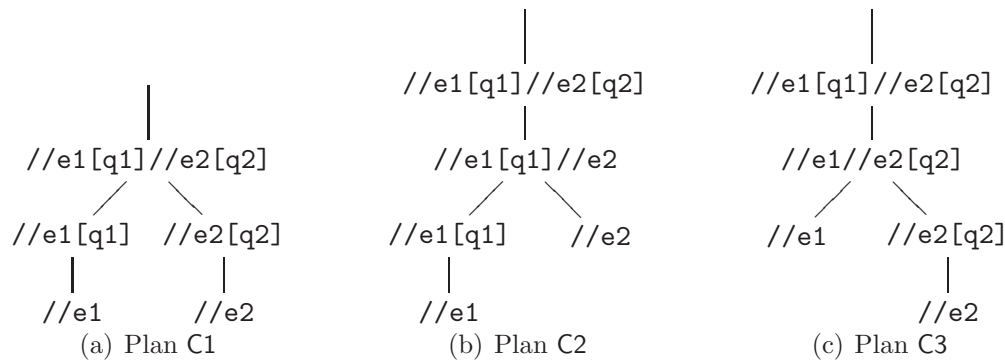 //e1[q1]//e2[q2]
//e1[q1] //e2[q2]
//e1 //e2
(a) Plan C1
//e1[q1]//e2[q2]
//e1[q1]//e2
//e1[q1] //e2
//e1
(b) Plan C2
//e1[q1]//e2[q2]
//e1//e2[q2]
//e1 //e2[q2]
//e2
(c) Plan C3